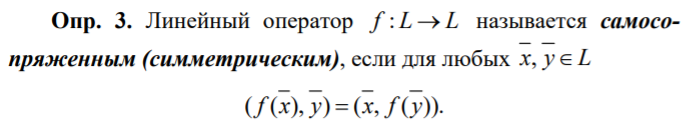 Опр. 3. Линейный оператор f : L → L называется самосо-
пряженным (симметрическим), если для любых x̅, y̅ ∈ L
(f(x̅), y̅) = (x̅, f(y̅)).